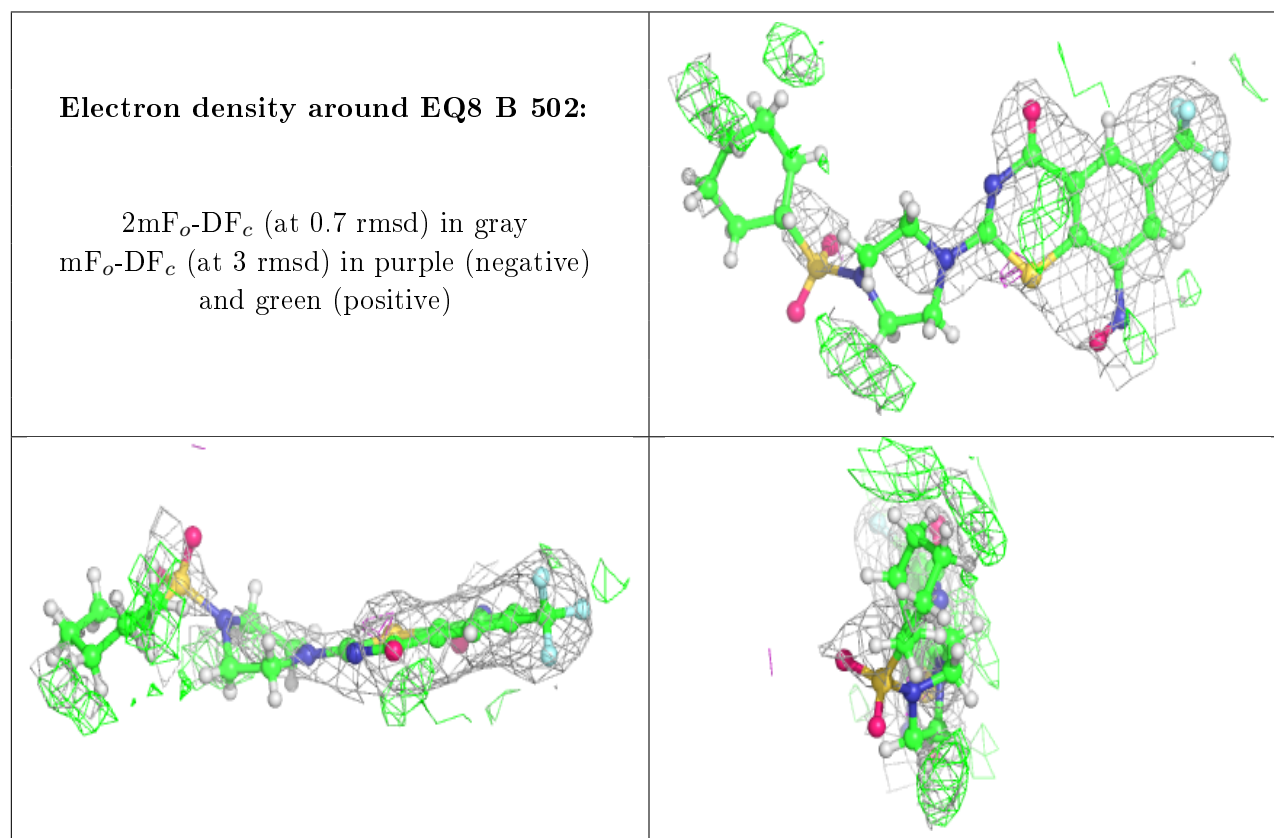 Electron density around EQ8 B 502:
2mFo-DFc (at 0.7 rmsd) in gray
mFo-DFc (at 3 rmsd) in purple (negative)
and green (positive)